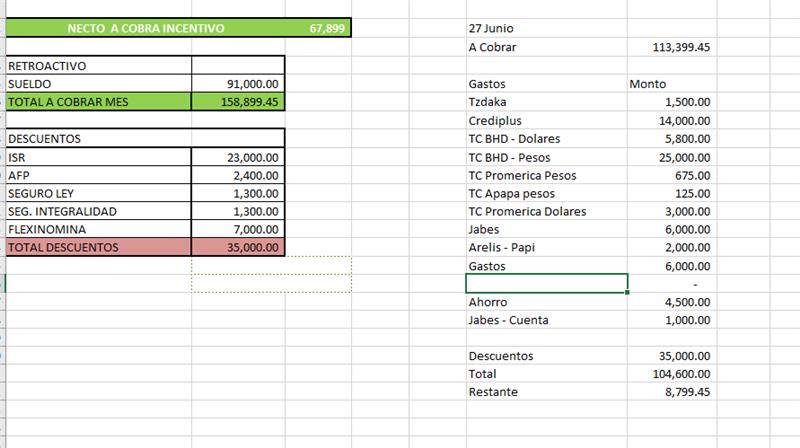 NECTO A COBRA INCENTIVO 67,899
RETROACTIVO
SUELDO 91,000.00
TOTAL A COBRAR MES 158,899.45
DESCUENTOS
ISR 23,000.00
AFP 2,400.00
SEGURO LEY 1,300.00
SEG. INTEGRALIDAD 1,300.00
FLEXINOMINA 7,000.00
TOTAL DESCUENTOS 35,000.00
27 Junio
A Cobrar 113,399.45
Gastos Monto
Tzdaka 1,500.00
Crediplus 14,000.00
TC BHD - Dolares 5,800.00
TC BHD - Pesos 25,000.00
TC Promerica Pesos 675.00
TC Apapa pesos 125.00
TC Promerica Dolares 3,000.00
Jabes 6,000.00
Arelis - Papi 2,000.00
Gastos 6,000.00
-
Ahorro 4,500.00
Jabes - Cuenta 1,000.00
Descuentos 35,000.00
Total 104,600.00
Restante 8,799.45